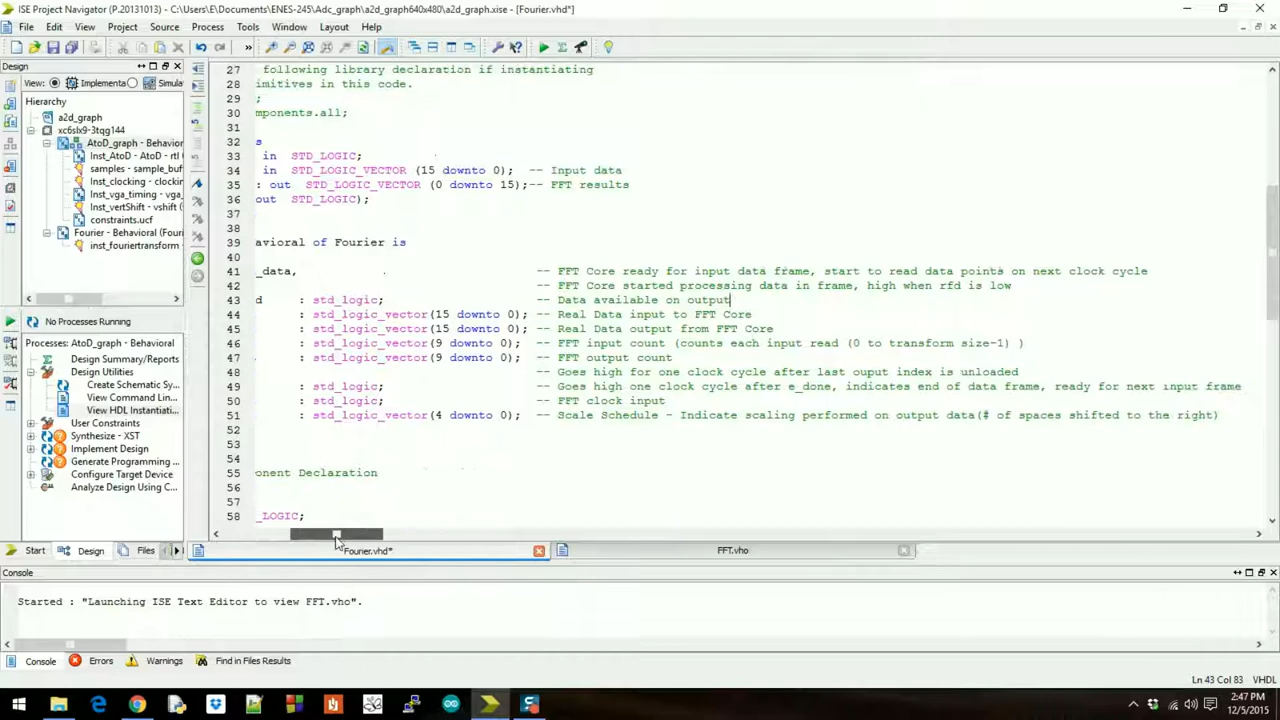 ISE Project Navigator (P.20131013) - C:\Users\E\Documents\ENES-245\Adc_graph\a2d_graph640x480\a2d_graph.xise - [Fourier.vhd*]
File Edit View Project Source Process Tools Window Layout Help
Design
View: Implementa Simulat
Hierarchy
a2d_graph
xc6slx9-3tqg144
AtoD_graph - Behavior
Inst_AtoD - AtoD - rtl
samples - sample_buf
Inst_clocking - clockin
Inst_vga_timing - vga_
Inst_vertShift - vshift
constraints.ucf
Fourier - Behavioral (Four
inst_fouriertransform
No Processes Running
Processes: AtoD_graph - Behavioral
Design Summary/Reports
Design Utilities
Create Schematic Sy...
View Command Lin...
View HDL Instantiati...
User Constraints
Synthesize - XST
Implement Design
Generate Programming ...
Configure Target Device
Analyze Design Using C...
Start Design Files
27 following library declaration if instantiating
28 imitives in this code.
29 ;
30 mponents.all;
31
32 s
33 in STD_LOGIC;
34 in STD_LOGIC_VECTOR (15 downto 0); -- Input data
35 : out STD_LOGIC_VECTOR (0 downto 15);-- FFT results
36 out STD_LOGIC);
37
38
39 avioral of Fourier is
40
41 _data, -- FFT Core ready for input data frame, start to read data points on next clock cycle
42 -- FFT Core started processing data in frame, high when rfd is low
43 d : std_logic; -- Data available on output
44 : std_logic_vector(15 downto 0); -- Real Data input to FFT Core
45 : std_logic_vector(15 downto 0); -- Real Data output from FFT Core
46 : std_logic_vector(9 downto 0); -- FFT input count (counts each input read (0 to transform size-1) )
47 : std_logic_vector(9 downto 0); -- FFT output count
48 -- Goes high for one clock cycle after last ouput index is unloaded
49 : std_logic; -- Goes high one clock cycle after e_done, indicates end of data frame, ready for next input frame
50 : std_logic; -- FFT clock input
51 : std_logic_vector(4 downto 0); -- Scale Schedule - Indicate scaling performed on output data(# of spaces shifted to the right)
52
53
54
55 onent Declaration
56
57
58 _LOGIC;
Fourier.vhd* FFT.vho
Console
Started : "Launching ISE Text Editor to view FFT.vho".
Console Errors Warnings Find in Files Results
Ln 43 Col 83 VHDL
2:47 PM
12/5/2015